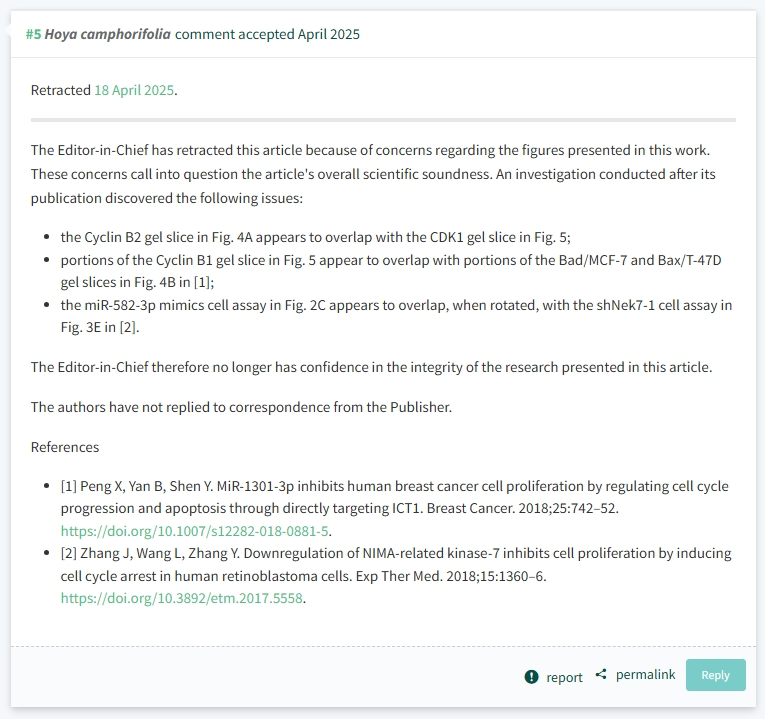 #5 Hoya camphorifolia comment accepted April 2025
Retracted 18 April 2025.
The Editor-in-Chief has retracted this article because of concerns regarding the figures presented in this work.
These concerns call into question the article's overall scientific soundness. An investigation conducted after its
publication discovered the following issues:
• the Cyclin B2 gel slice in Fig. 4A appears to overlap with the CDK1 gel slice in Fig. 5;
• portions of the Cyclin B1 gel slice in Fig. 5 appear to overlap with portions of the Bad/MCF-7 and Bax/T-47D
gel slices in Fig. 4B in [1];
• the miR-582-3p mimics cell assay in Fig. 2C appears to overlap, when rotated, with the shNek7-1 cell assay in
Fig. 3E in [2].
The Editor-in-Chief therefore no longer has confidence in the integrity of the research presented in this article.
The authors have not replied to correspondence from the Publisher.
References
• [1] Peng X, Yan B, Shen Y. MiR-1301-3p inhibits human breast cancer cell proliferation by regulating cell cycle
progression and apoptosis through directly targeting ICT1. Breast Cancer. 2018;25:742–52.
https://doi.org/10.1007/s12282-018-0881-5.
• [2] Zhang J, Wang L, Zhang Y. Downregulation of NIMA-related kinase-7 inhibits cell proliferation by inducing
cell cycle arrest in human retinoblastoma cells. Exp Ther Med. 2018;15:1360–6.
https://doi.org/10.3892/etm.2017.5558.
report permalink Reply